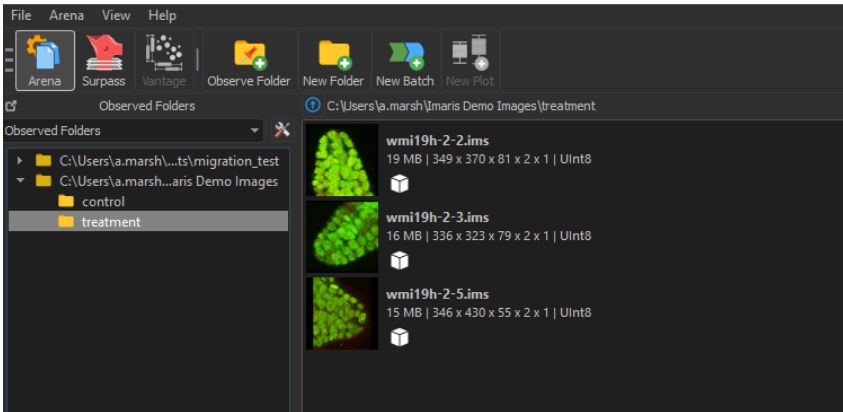 File Arena View Help
Arena Surpass Vantage Observe Folder New Folder New Batch New Plot
Observed Folders
C:\Users\a.marsh\Imaris Demo Images\treatment
Observed Folders
C:\Users\a.marsh\...ts\migration_test
C:\Users\a.marsh...aris Demo Images
control
treatment
wmi19h-2-2.ims
19 MB | 349 x 370 x 81 x 2 x 1 | UInt8
wmi19h-2-3.ims
16 MB | 336 x 323 x 79 x 2 x 1 | UInt8
wmi19h-2-5.ims
15 MB | 346 x 430 x 55 x 2 x 1 | UInt8